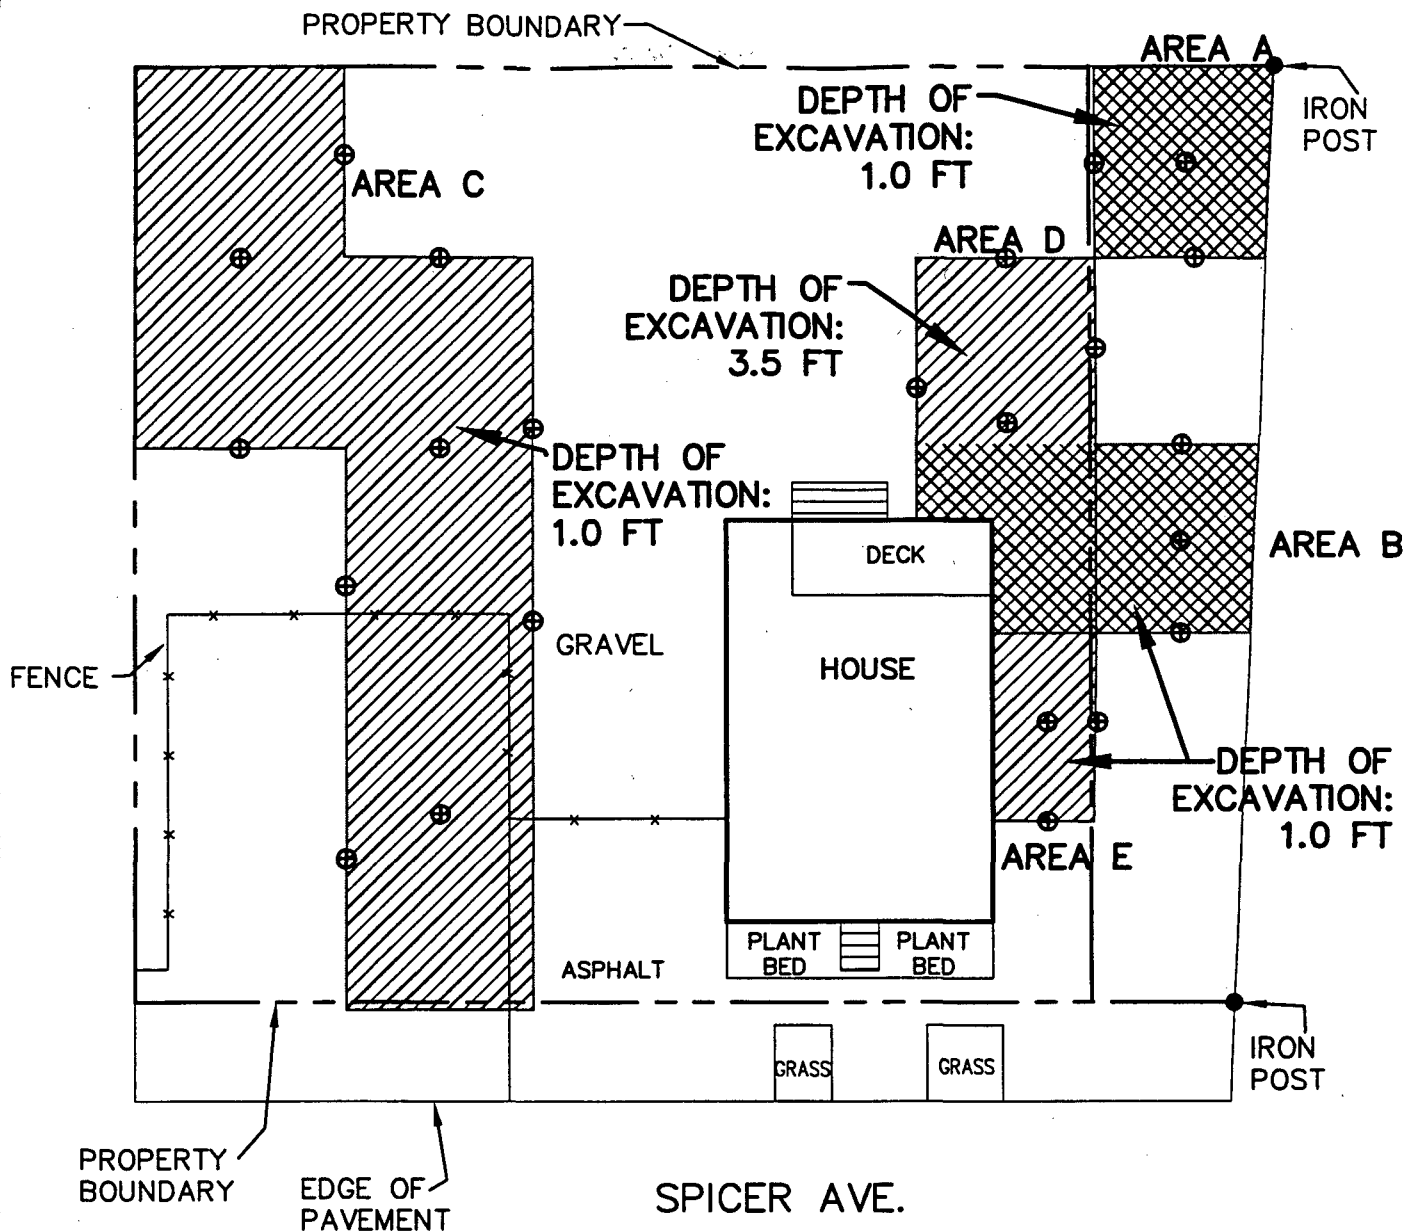 PROPERTY BOUNDARY
AREA A
IRON
POST
DEPTH OF
EXCAVATION:
1.0 FT
AREA C
AREA D
DEPTH OF
EXCAVATION:
3.5 FT
DEPTH OF
EXCAVATION:
1.0 FT
DECK
AREA B
GRAVEL
HOUSE
FENCE
DEPTH OF
EXCAVATION:
1.0 FT
AREA E
PLANT
BED
PLANT
BED
ASPHALT
GRASS
GRASS
IRON
POST
PROPERTY
BOUNDARY
EDGE OF
PAVEMENT
SPICER AVE.